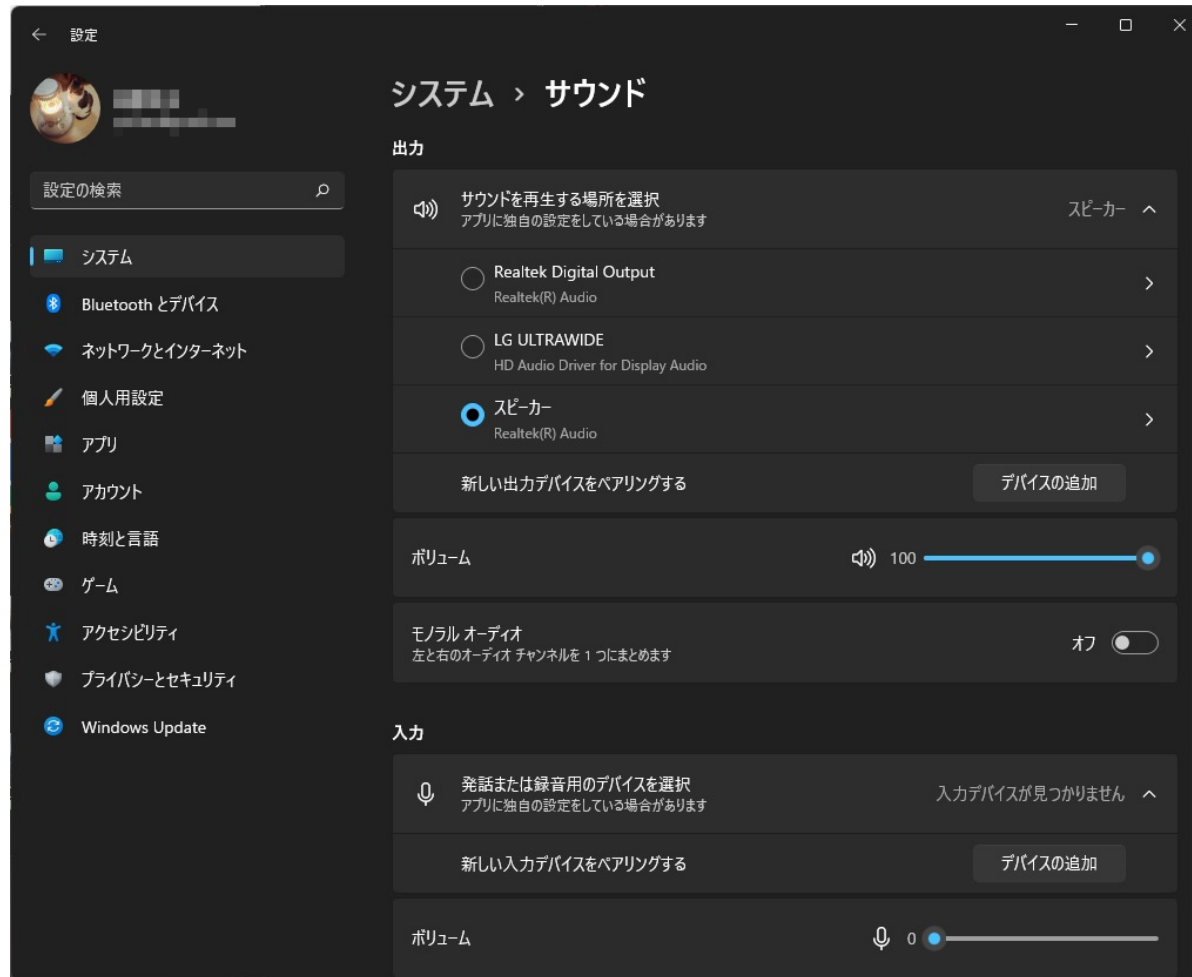 設定
設定の検索
システム
Bluetooth とデバイス
ネットワークとインターネット
個人用設定
アプリ
アカウント
時刻と言語
ゲーム
アクセシビリティ
プライバシーとセキュリティ
Windows Update
システム › サウンド
出力
サウンドを再生する場所を選択
アプリに独自の設定をしている場合があります
スピーカー
Realtek Digital Output
Realtek(R) Audio
LG ULTRAWIDE
HD Audio Driver for Display Audio
スピーカー
Realtek(R) Audio
新しい出力デバイスをペアリングする
デバイスの追加
ボリューム
100
モノラル オーディオ
左と右のオーディオ チャンネルを 1 つにまとめます
オフ
入力
発話または録音用のデバイスを選択
アプリに独自の設定をしている場合があります
入力デバイスが見つかりません
新しい入力デバイスをペアリングする
デバイスの追加
ボリューム
0